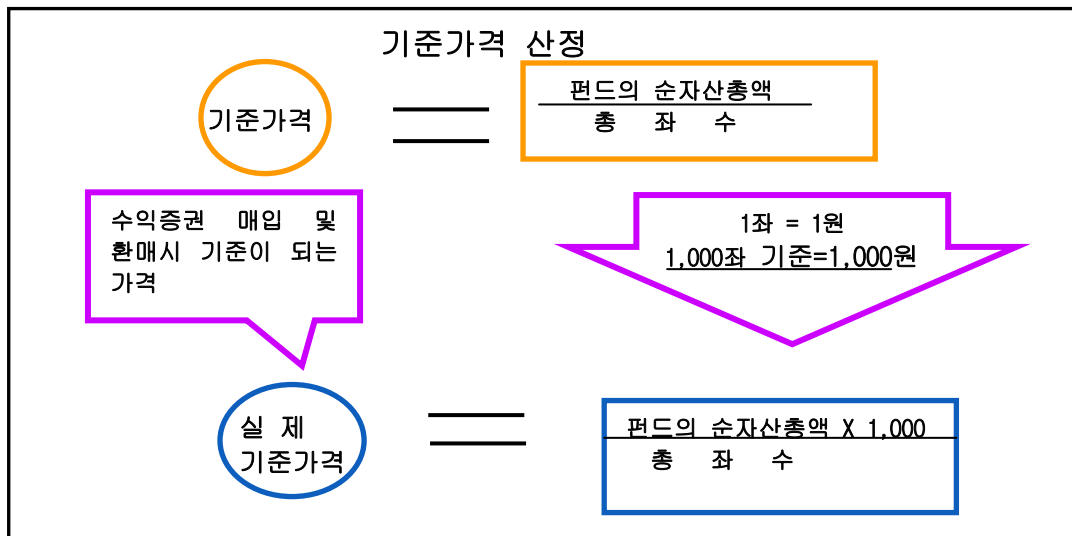 기준가격 산정
기준가격
펀드의 순자산총액
총 좌 수
수익증권 매입 및
환매시 기준이 되는
가격
1좌 = 1원
1,000좌 기준=1,000원
실 제
기준가격
펀드의 순자산총액 X 1,000
총 좌 수